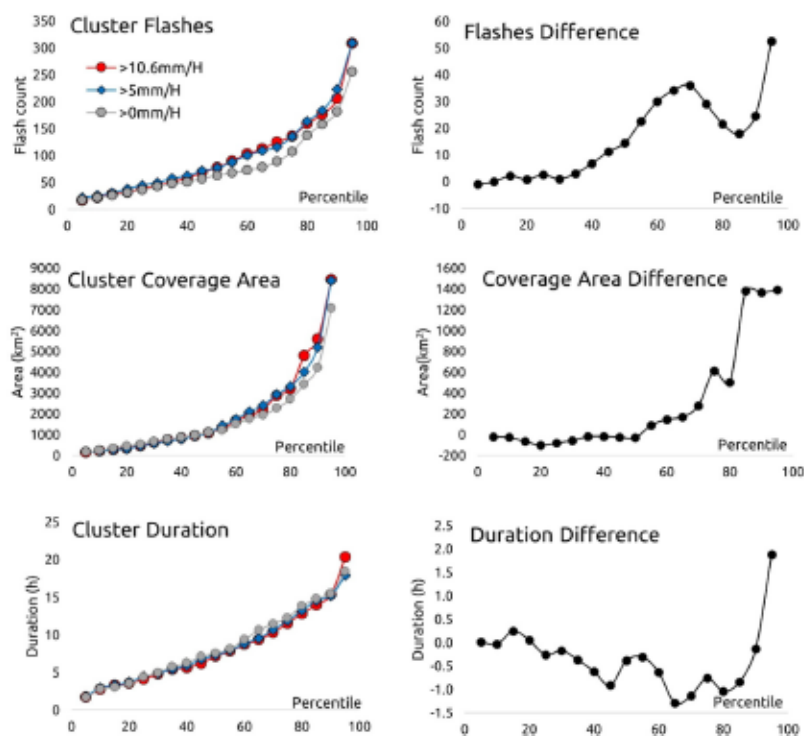 Cluster Flashes
>10.6mm/H
>5mm/H
>0mm/H
Flash count
350
300
250
200
150
100
50
0
Percentile
0 20 40 60 80 100
Flashes Difference
Flash count
60
50
40
30
20
10
0
-10
Percentile
0 20 40 60 80 100
Cluster Coverage Area
Area (km²)
9000
8000
7000
6000
5000
4000
3000
2000
1000
0
Percentile
0 20 40 60 80 100
Coverage Area Difference
Area(km²)
1600
1400
1200
1000
800
600
400
200
0
-200
Percentile
0 20 40 60 80 100
Cluster Duration
Duration (h)
25
20
15
10
5
0
Percentile
0 20 40 60 80 100
Duration Difference
Duration (h)
2.5
2.0
1.5
1.0
0.5
0.0
-0.5
-1.0
-1.5
Percentile
0 20 40 60 80 100